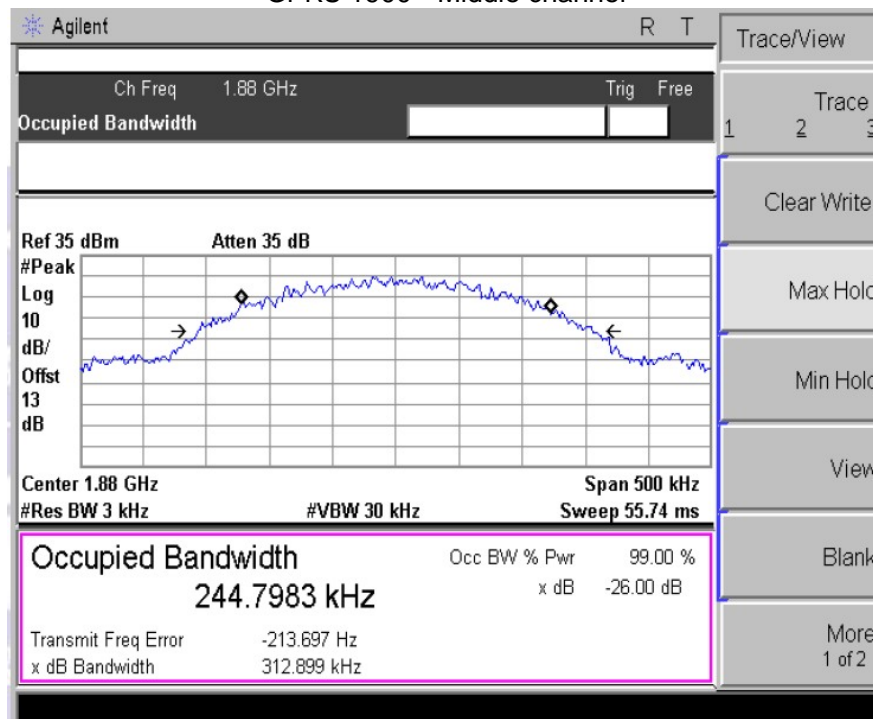 Agilent R T
Trace/View
Ch Freq 1.88 GHz Trig Free
Occupied Bandwidth
Trace
1 2 3
Clear Write
Ref 35 dBm Atten 35 dB
#Peak
Log
10
dB/
Offst
13
dB
Max Hold
Min Hold
View
Center 1.88 GHz Span 500 kHz
#Res BW 3 kHz #VBW 30 kHz Sweep 55.74 ms
Occupied Bandwidth
244.7983 kHz
Occ BW % Pwr 99.00 %
x dB -26.00 dB
Transmit Freq Error -213.697 Hz
x dB Bandwidth 312.899 kHz
Blank
More
1 of 2